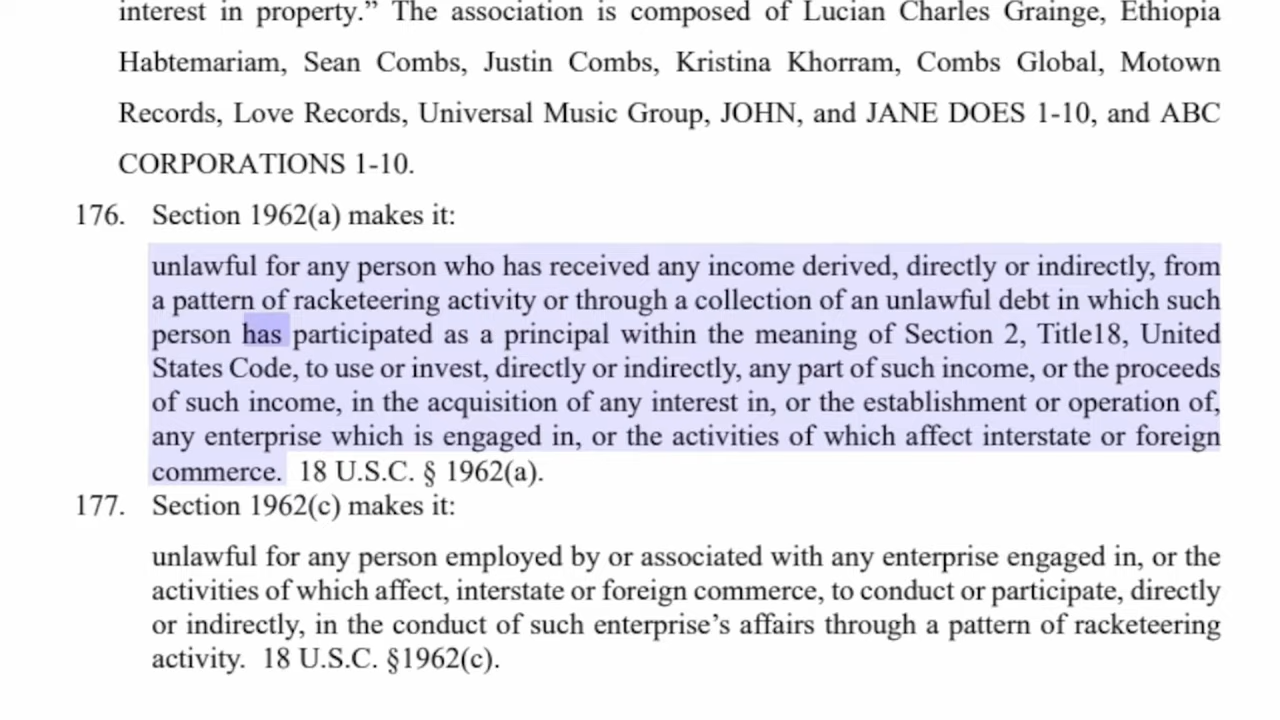 interest in property.” The association is composed of Lucian Charles Grainge, Ethiopia
Habtemariam, Sean Combs, Justin Combs, Kristina Khorram, Combs Global, Motown
Records, Love Records, Universal Music Group, JOHN, and JANE DOES 1-10, and ABC
CORPORATIONS 1-10.
176. Section 1962(a) makes it:
unlawful for any person who has received any income derived, directly or indirectly, from
a pattern of racketeering activity or through a collection of an unlawful debt in which such
person has participated as a principal within the meaning of Section 2, Title18, United
States Code, to use or invest, directly or indirectly, any part of such income, or the proceeds
of such income, in the acquisition of any interest in, or the establishment or operation of,
any enterprise which is engaged in, or the activities of which affect interstate or foreign
commerce. 18 U.S.C. § 1962(a).
177. Section 1962(c) makes it:
unlawful for any person employed by or associated with any enterprise engaged in, or the
activities of which affect, interstate or foreign commerce, to conduct or participate, directly
or indirectly, in the conduct of such enterprise’s affairs through a pattern of racketeering
activity. 18 U.S.C. §1962(c).